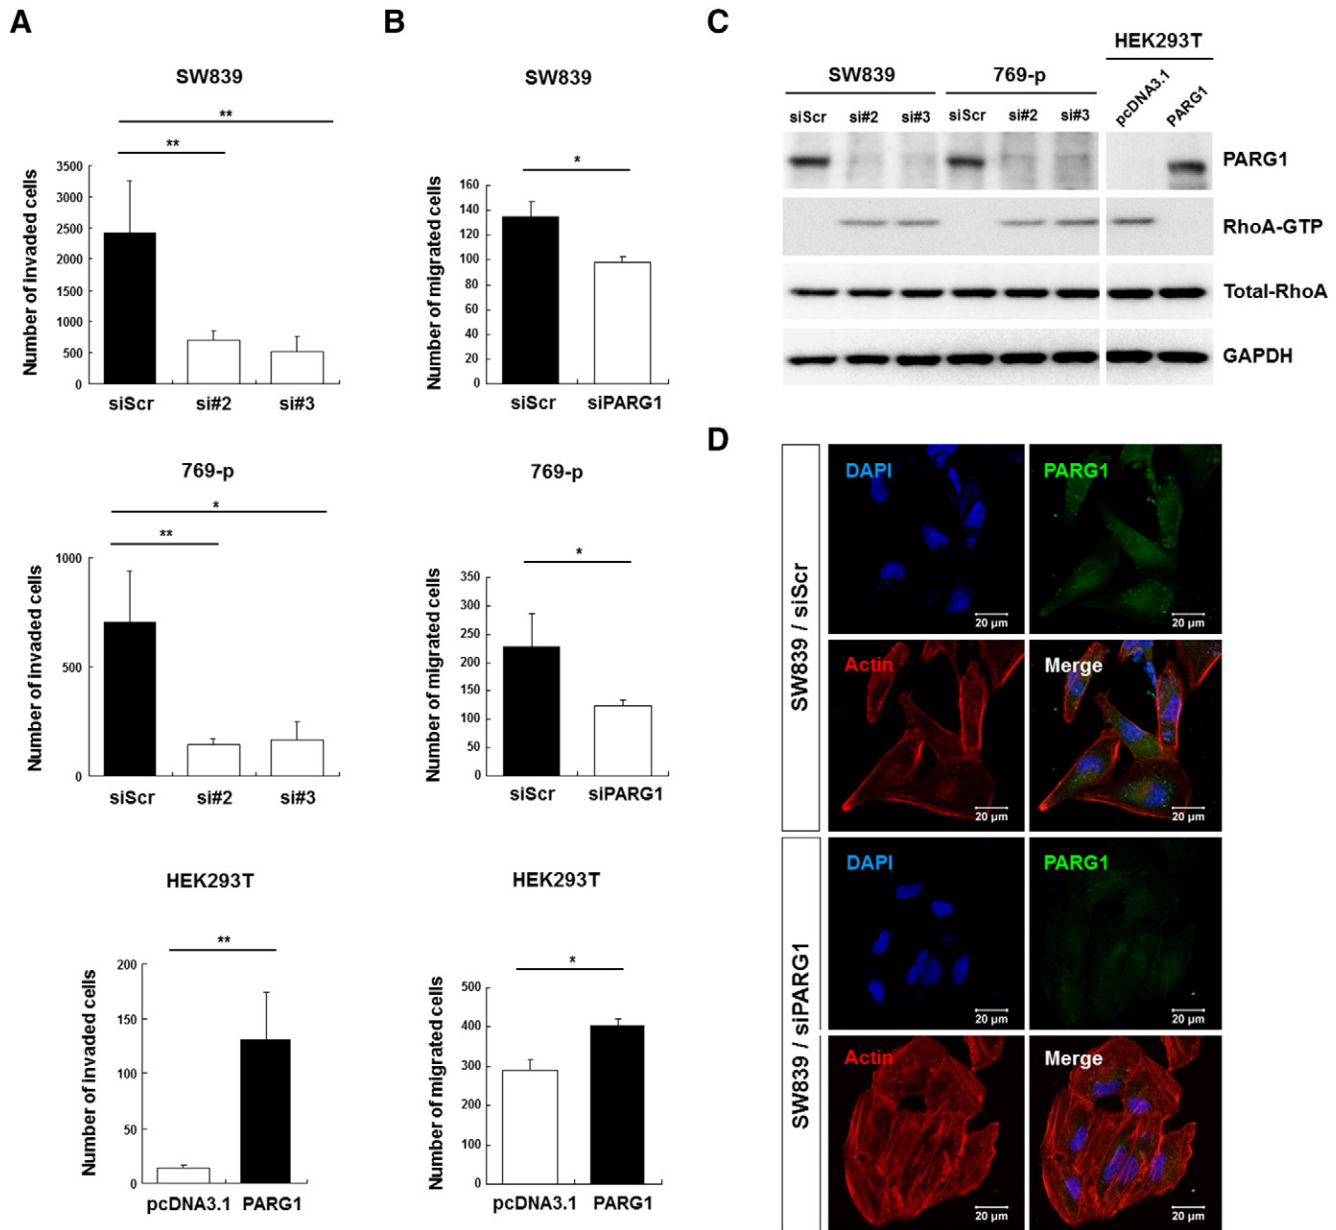 A
SW839
**
**
Number of invaded cells
3500
3000
2500
2000
1500
1000
500
0
siScr si#2 si#3
769-p
*
**
Number of invaded cells
1000
500
0
siScr si#2 si#3
HEK293T
**
Number of invaded cells
200
150
100
50
0
pcDNA3.1 PARG1
B
SW839
*
Number of migrated cells
160
140
120
100
80
60
40
20
0
siScr siPARG1
769-p
*
Number of migrated cells
350
300
250
200
150
100
50
0
siScr siPARG1
HEK293T
*
Number of migrated cells
500
400
300
200
100
0
pcDNA3.1 PARG1
C
SW839 769-p HEK293T
siScr si#2 si#3 siScr si#2 si#3 pcDNA3.1 PARG1
PARG1
RhoA-GTP
Total-RhoA
GAPDH
D
SW839 / siScr
DAPI PARG1
20 µm 20 µm
Actin Merge
20 µm 20 µm
SW839 / siPARG1
DAPI PARG1
20 µm 20 µm
Actin Merge
20 µm 20 µm